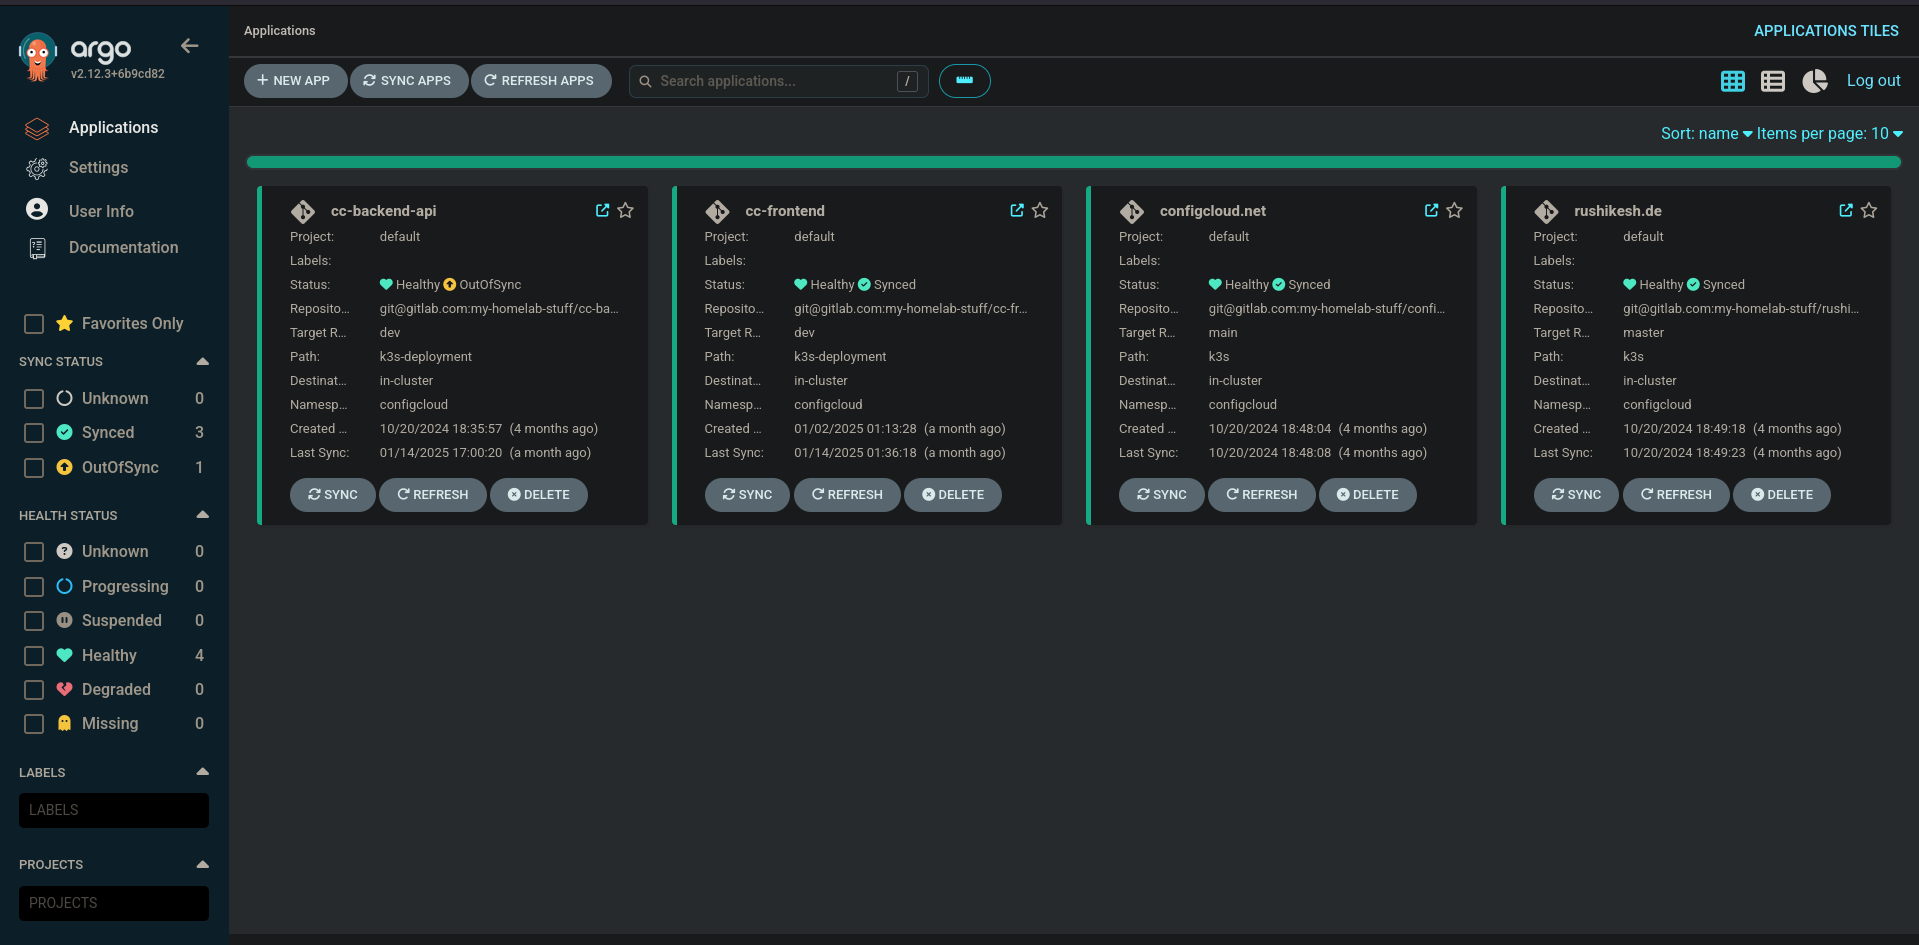 argo
v2.12.3+6b9cd82
Applications
Settings
User Info
Documentation
Favorites Only
SYNC STATUS
Unknown 0
Synced 3
OutOfSync 1
HEALTH STATUS
Unknown 0
Progressing 0
Suspended 0
Healthy 4
Degraded 0
Missing 0
LABELS
LABELS
PROJECTS
PROJECTS
Applications
APPLICATIONS TILES
NEW APP SYNC APPS REFRESH APPS Search applications... / Log out
Sort: name Items per page: 10
cc-backend-api
Project: default
Labels:
Status: Healthy OutOfSync
Reposito... git@gitlab.com:my-homelab-stuff/cc-ba...
Target R... dev
Path: k3s-deployment
Destinat... in-cluster
Namesp... configcloud
Created ... 10/20/2024 18:35:57 (4 months ago)
Last Sync: 01/14/2025 17:00:20 (a month ago)
SYNC REFRESH DELETE
cc-frontend
Project: default
Labels:
Status: Healthy Synced
Reposito... git@gitlab.com:my-homelab-stuff/cc-fr...
Target R... dev
Path: k3s-deployment
Destinat... in-cluster
Namesp... configcloud
Created ... 01/02/2025 01:13:28 (a month ago)
Last Sync: 01/14/2025 01:36:18 (a month ago)
SYNC REFRESH DELETE
configcloud.net
Project: default
Labels:
Status: Healthy Synced
Reposito... git@gitlab.com:my-homelab-stuff/confi...
Target R... main
Path: k3s
Destinat... in-cluster
Namesp... configcloud
Created ... 10/20/2024 18:48:04 (4 months ago)
Last Sync: 10/20/2024 18:48:08 (4 months ago)
SYNC REFRESH DELETE
rushikesh.de
Project: default
Labels:
Status: Healthy Synced
Reposito... git@gitlab.com:my-homelab-stuff/rushi...
Target R... master
Path: k3s
Destinat... in-cluster
Namesp... configcloud
Created ... 10/20/2024 18:49:18 (4 months ago)
Last Sync: 10/20/2024 18:49:23 (4 months ago)
SYNC REFRESH DELETE